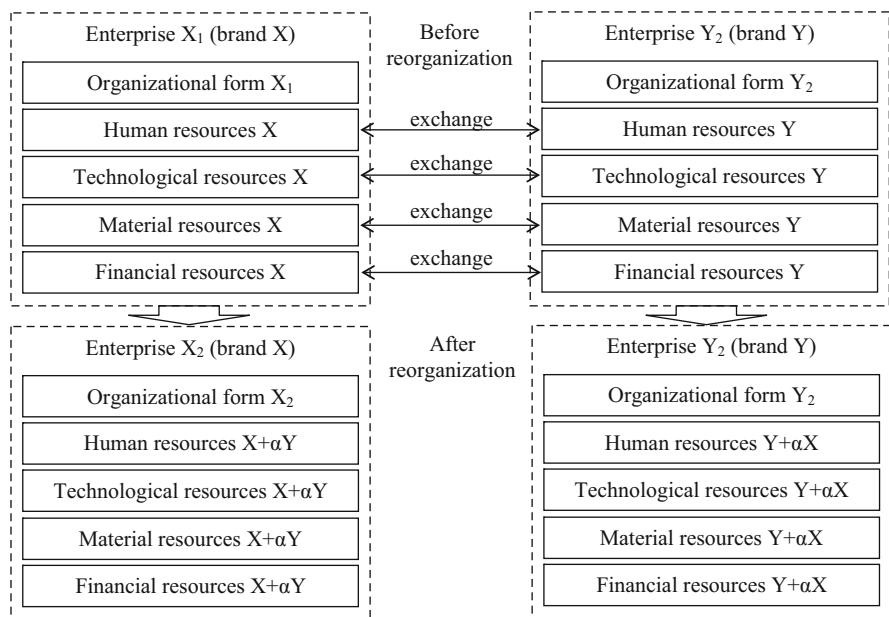 Enterprise X₁ (brand X)
Organizational form X₁
Human resources X
Technological resources X
Material resources X
Financial resources X
Before
reorganization
exchange
exchange
exchange
exchange
Enterprise Y₂ (brand Y)
Organizational form Y₂
Human resources Y
Technological resources Y
Material resources Y
Financial resources Y
Enterprise X₂ (brand X)
Organizational form X₂
Human resources X+αY
Technological resources X+αY
Material resources X+αY
Financial resources X+αY
After
reorganization
Enterprise Y₂ (brand Y)
Organizational form Y₂
Human resources Y+αX
Technological resources Y+αX
Material resources Y+αX
Financial resources Y+αX